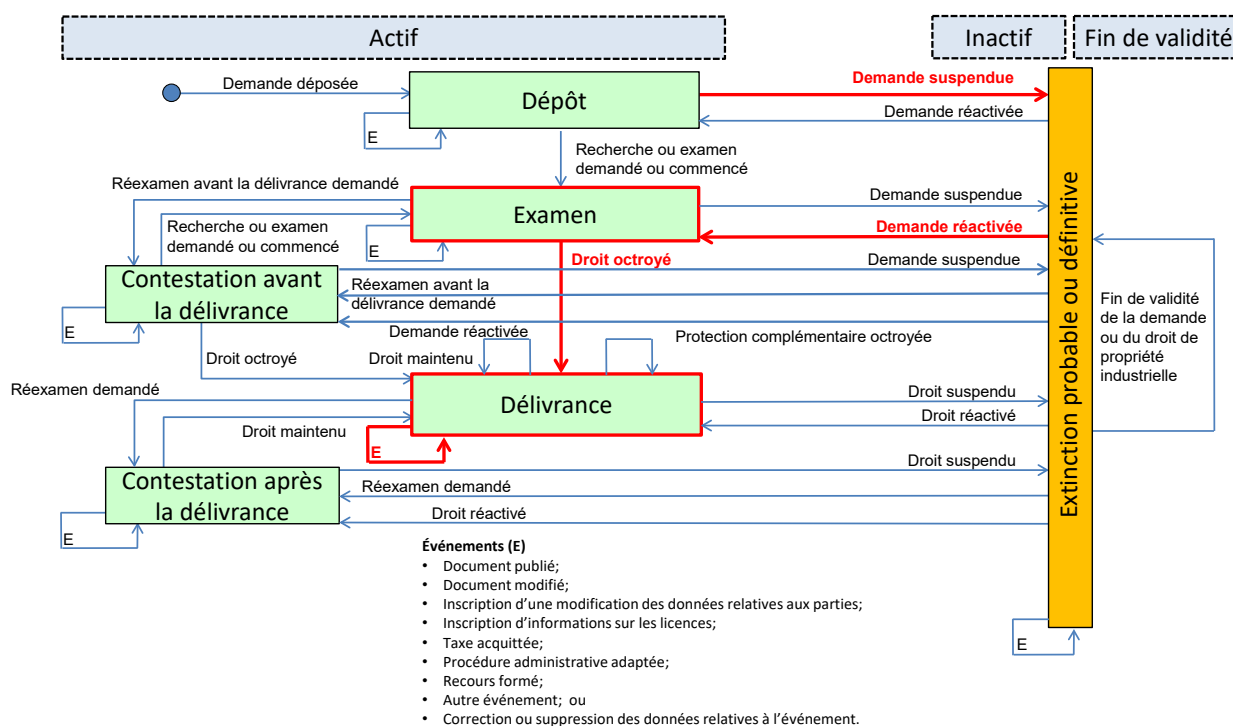 Actif
Inactif
Fin de validité
Demande déposée
Dépôt
Demande suspendue
Demande réactivée
E
Recherche ou examen
demandé ou commencé
Réexamen avant la délivrance demandé
Examen
Demande suspendue
Recherche ou examen
demandé ou commencé
E
Demande réactivée
Droit octroyé
Demande suspendue
Contestation avant
la délivrance
Réexamen avant la
délivrance demandé
E
Demande réactivée
Protection complémentaire octroyée
Droit octroyé
Droit maintenu
Fin de validité
de la demande
ou du droit de
propriété
industrielle
Extinction probable ou définitive
Réexamen demandé
Délivrance
Droit suspendu
Droit réactivé
Droit maintenu
E
Contestation après
la délivrance
Droit suspendu
Réexamen demandé
Droit réactivé
E
Événements (E)
• Document publié;
• Document modifié;
• Inscription d’une modification des données relatives aux parties;
• Inscription d’informations sur les licences;
• Taxe acquittée;
• Procédure administrative adaptée;
• Recours formé;
• Autre événement; ou
• Correction ou suppression des données relatives à l’événement.
E